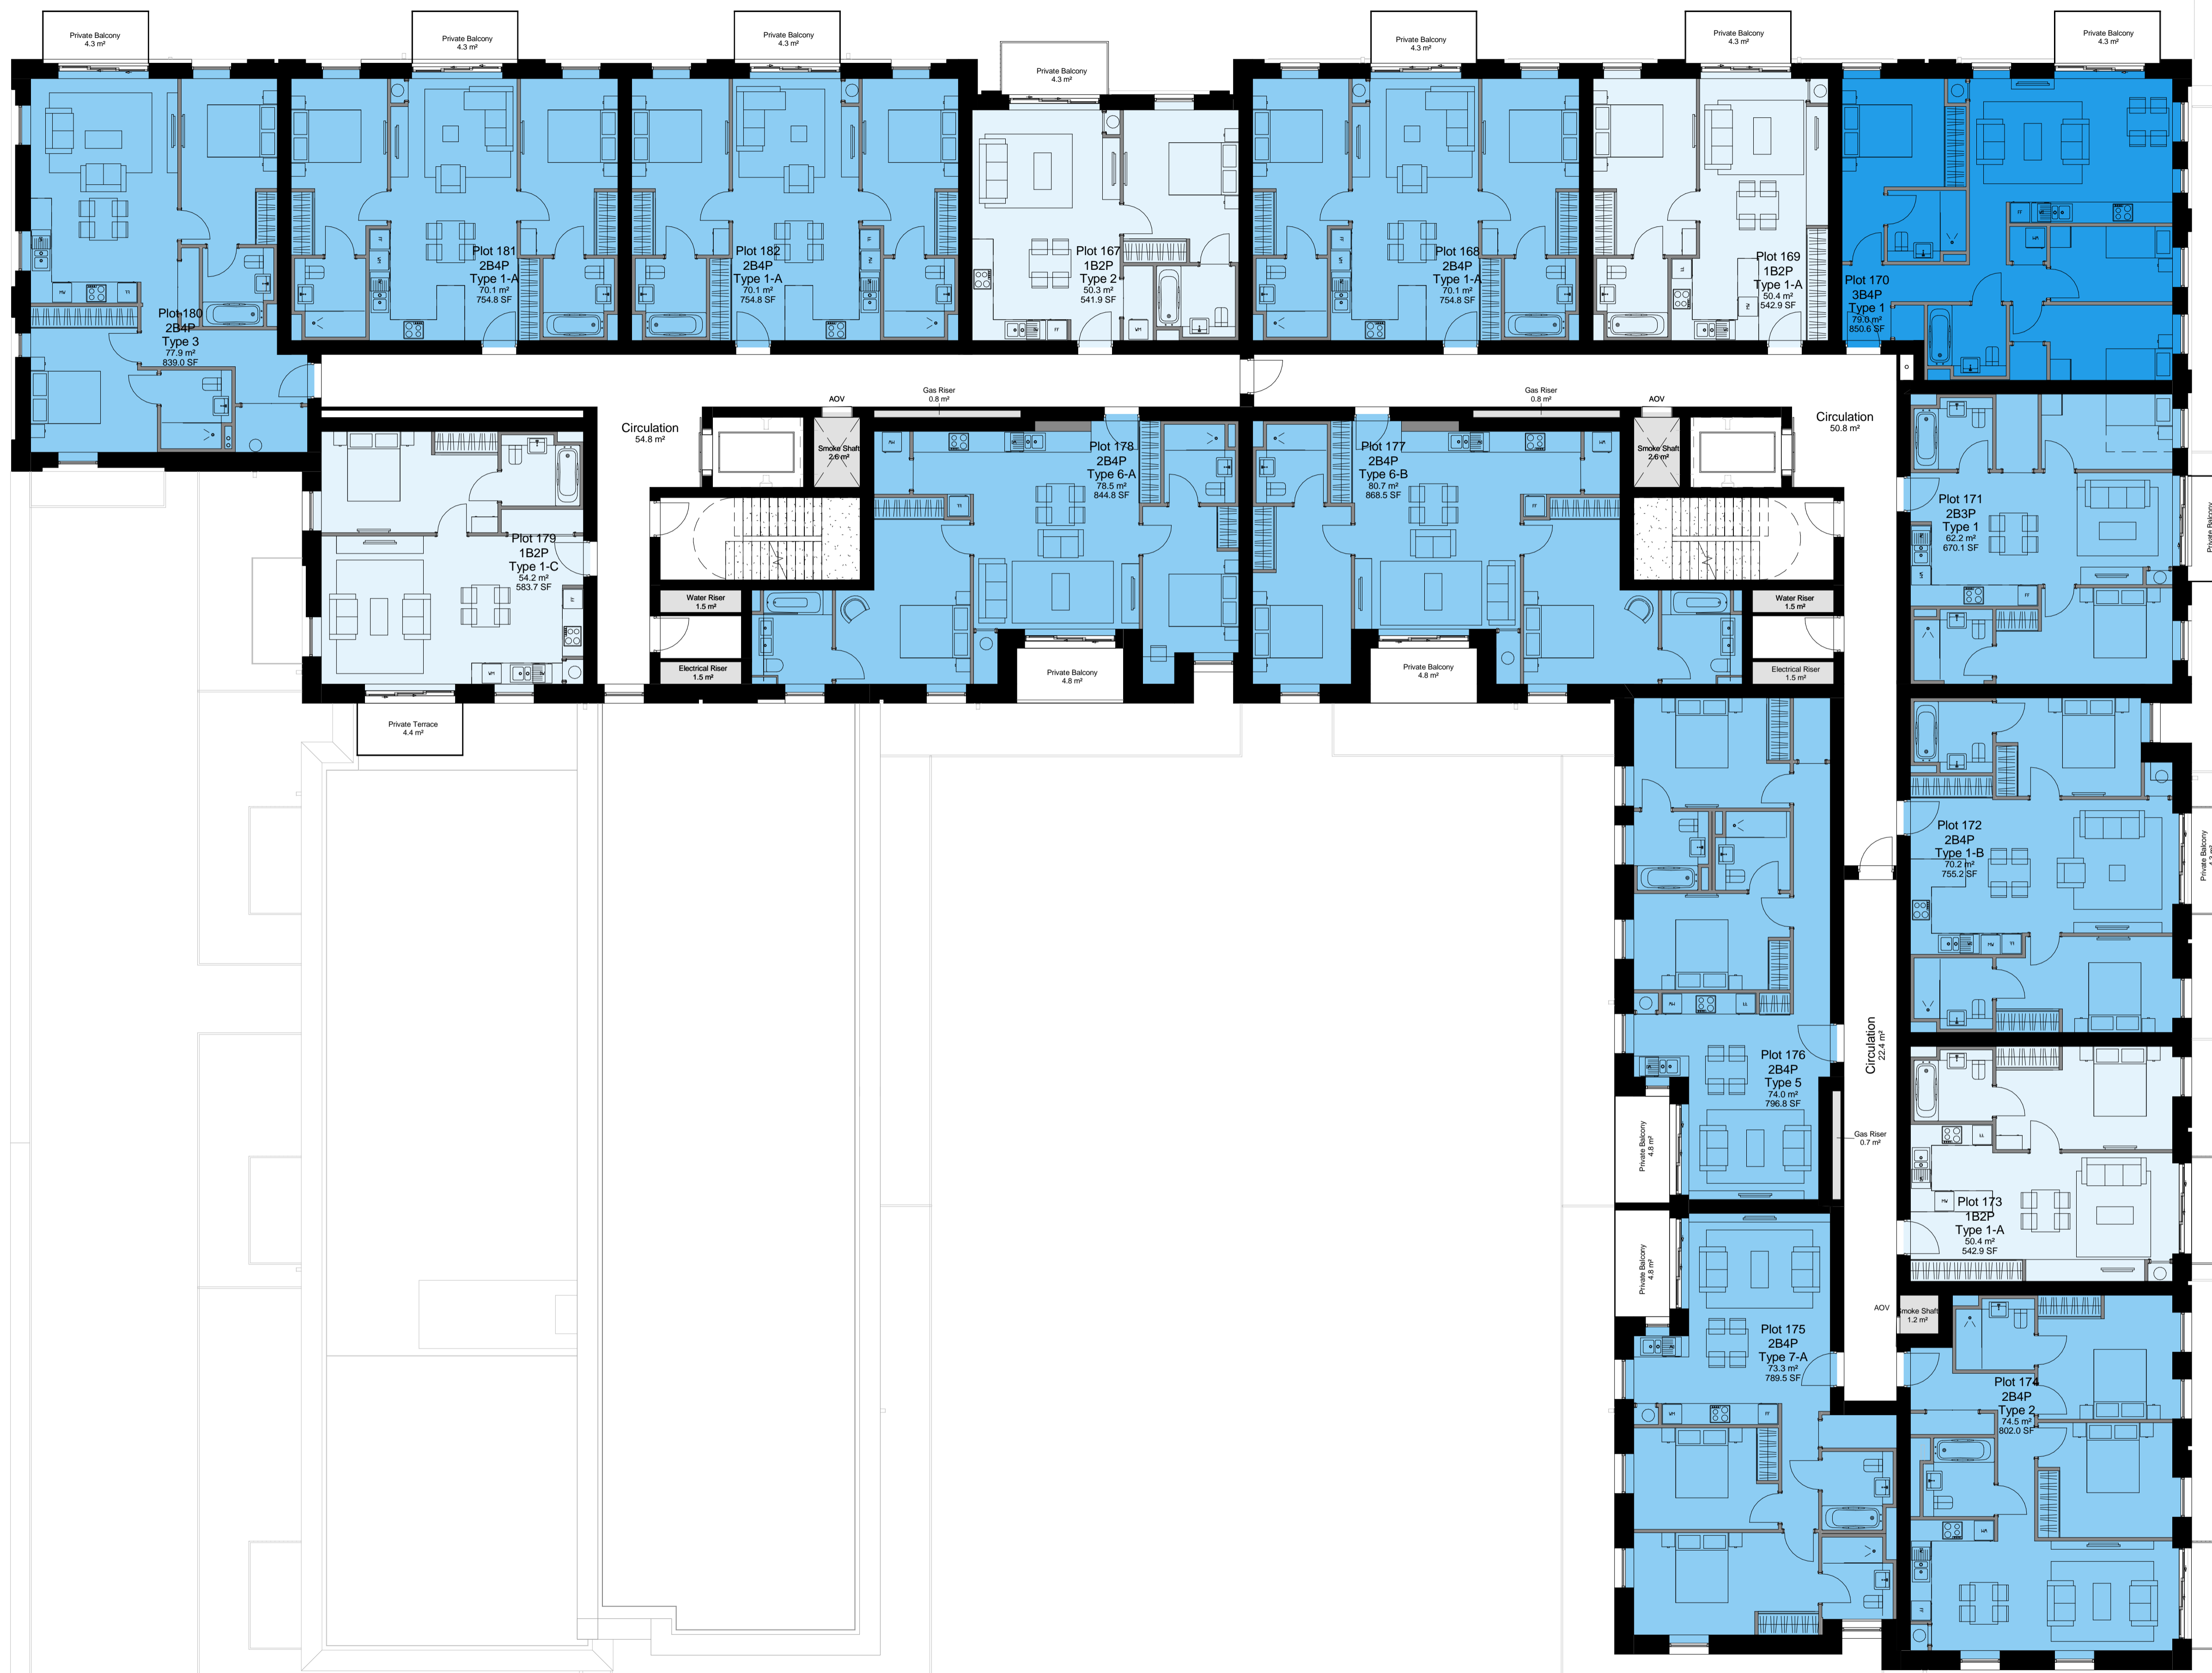 Private Balcony
4.3 m²
Private Balcony
4.3 m²
Private Balcony
4.3 m²
Private Balcony
4.3 m²
Private Balcony
4.3 m²
Private Balcony
4.3 m²
Private Balcony
4.3 m²
Plot 180
2B4P
Type 3
77.9 m²
839.0 SF
Plot 181
2B4P
Type 1-A
70.1 m²
754.8 SF
Plot 182
2B4P
Type 1-A
70.1 m²
754.8 SF
Plot 167
1B2P
Type 2
50.3 m²
541.9 SF
Plot 168
2B4P
Type 1-A
70.1 m²
754.8 SF
Plot 169
1B2P
Type 1-A
50.4 m²
542.9 SF
Plot 170
3B4P
Type 1
79.0 m²
850.6 SF
Circulation
54.8 m²
AOV
Smoke Shaft
2.6 m²
Gas Riser
0.8 m²
Gas Riser
0.8 m²
AOV
Smoke Shaft
2.6 m²
Circulation
50.8 m²
Plot 179
1B2P
Type 1-C
54.2 m²
583.7 SF
Plot 178
2B4P
Type 6-A
78.5 m²
844.8 SF
Plot 177
2B4P
Type 6-B
80.7 m²
868.5 SF
Plot 171
2B3P
Type 1
62.2 m²
670.1 SF
Private Balcony
Water Riser
1.5 m²
Electrical Riser
1.5 m²
Private Balcony
4.8 m²
Private Balcony
4.8 m²
Water Riser
1.5 m²
Electrical Riser
1.5 m²
Private Terrace
4.4 m²
Plot 172
2B4P
Type 1-B
70.2 m²
755.2 SF
Private Balcony
Circulation
22.4 m²
Plot 176
2B4P
Type 5
74.0 m²
796.8 SF
Private Balcony
4.8 m²
Gas Riser
0.7 m²
Plot 173
1B2P
Type 1-A
50.4 m²
542.9 SF
Private Balcony
4.8 m²
AOV
Smoke Shaft
1.2 m²
Plot 175
2B4P
Type 7-A
73.3 m²
789.5 SF
Plot 174
2B4P
Type 2
74.5 m²
802.0 SF